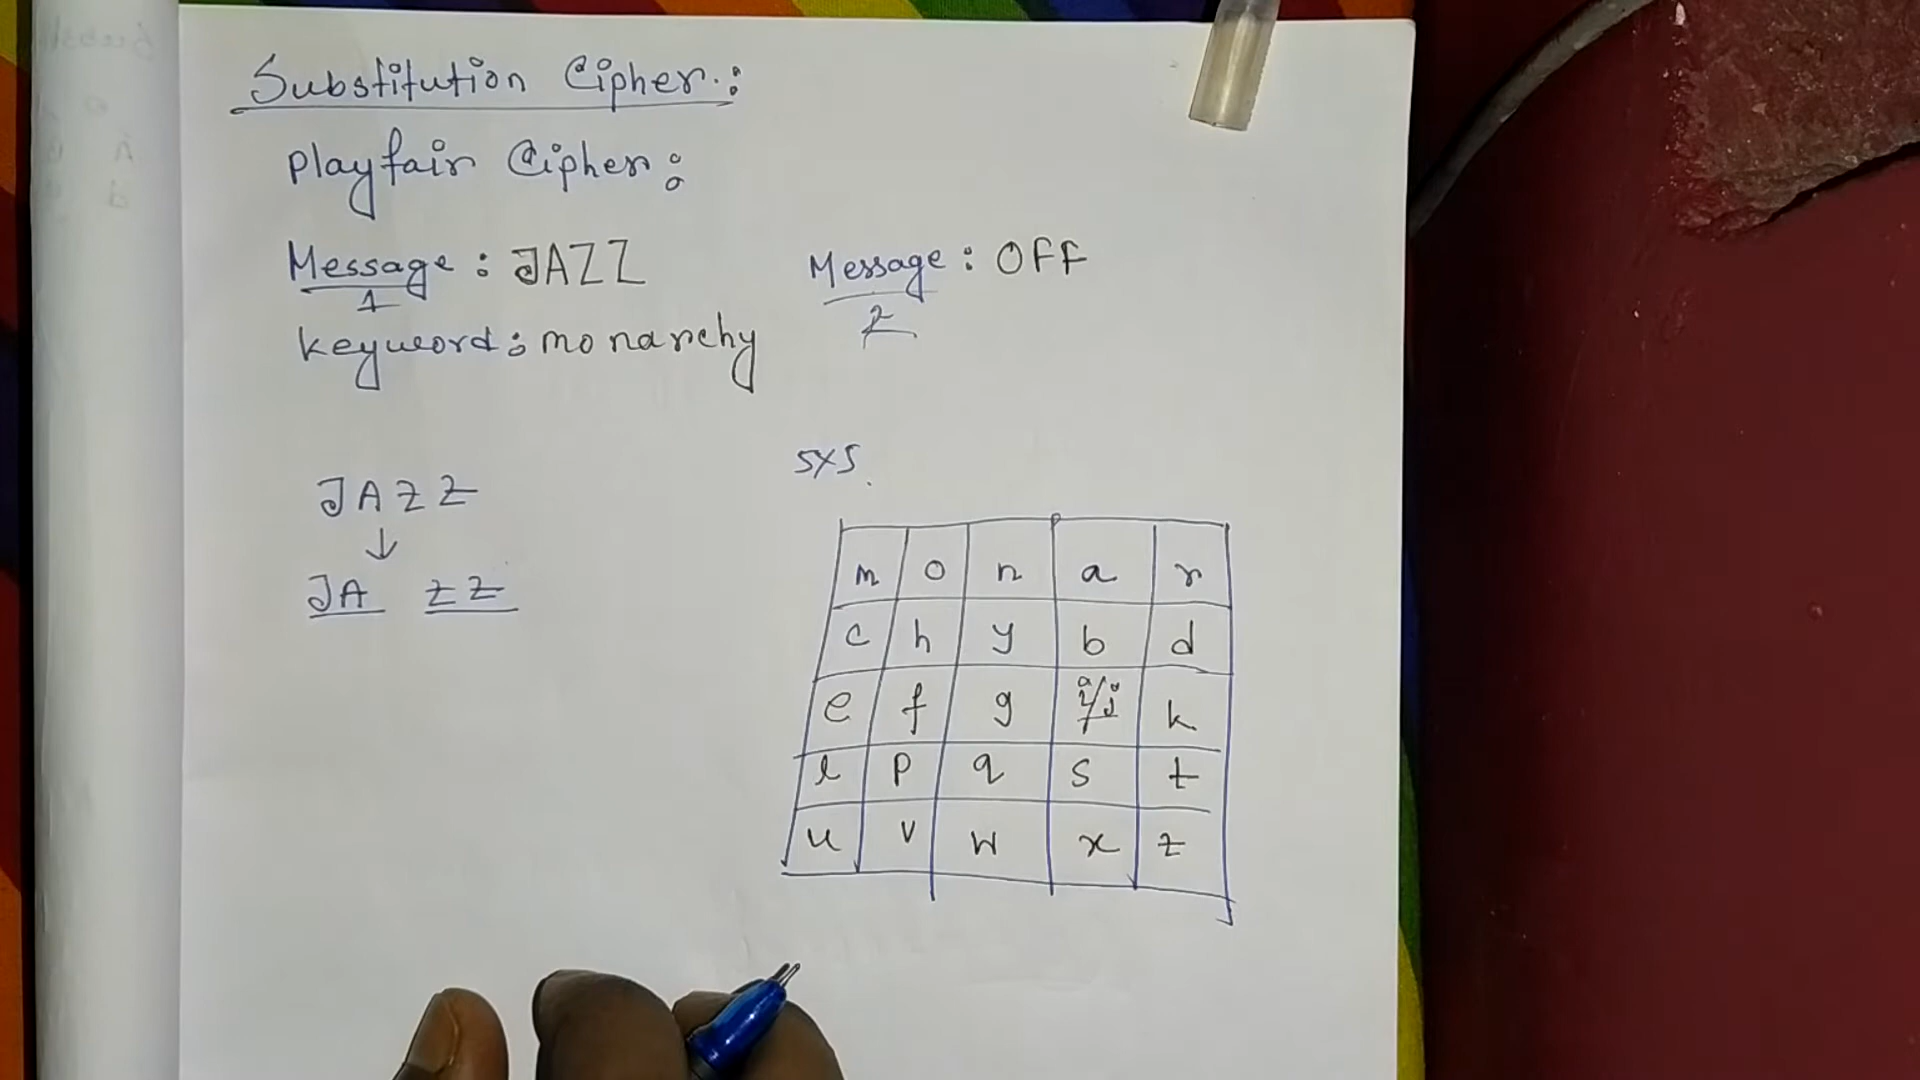 Substitution Cipher:
Playfair Cipher:
Message: JAZZ
1
Message: OFF
2
keyword: monarchy
JAZZ
JA ZZ
5x5
m o n a r
c h y b d
e f g i/j k
l p q s t
u v w x z